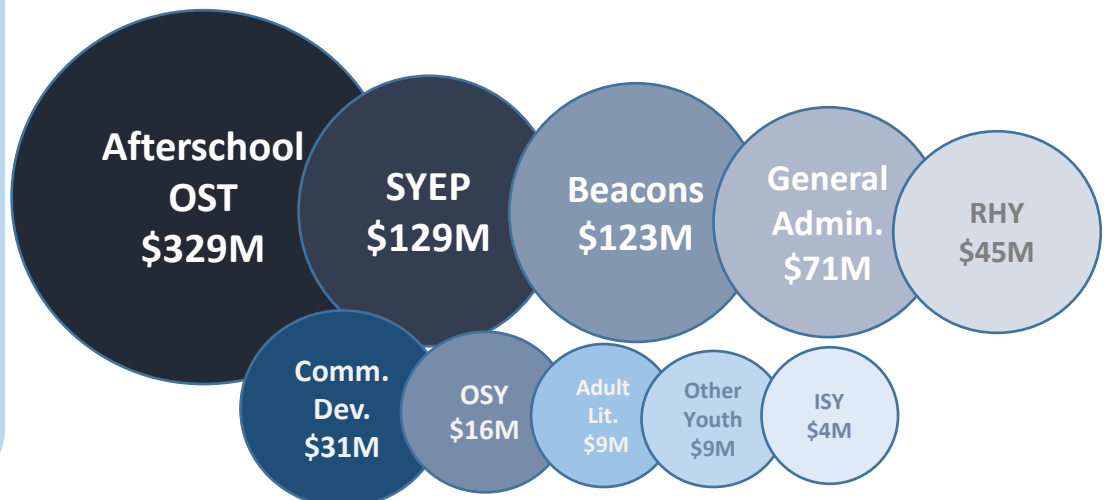 Afterschool
OST
$329M
SYEP
$129M
Beacons
$123M
General
Admin.
$71M
RHY
$45M
Comm.
Dev.
$31M
OSY
$16M
Adult
Lit.
$9M
Other
Youth
$9M
ISY
$4M